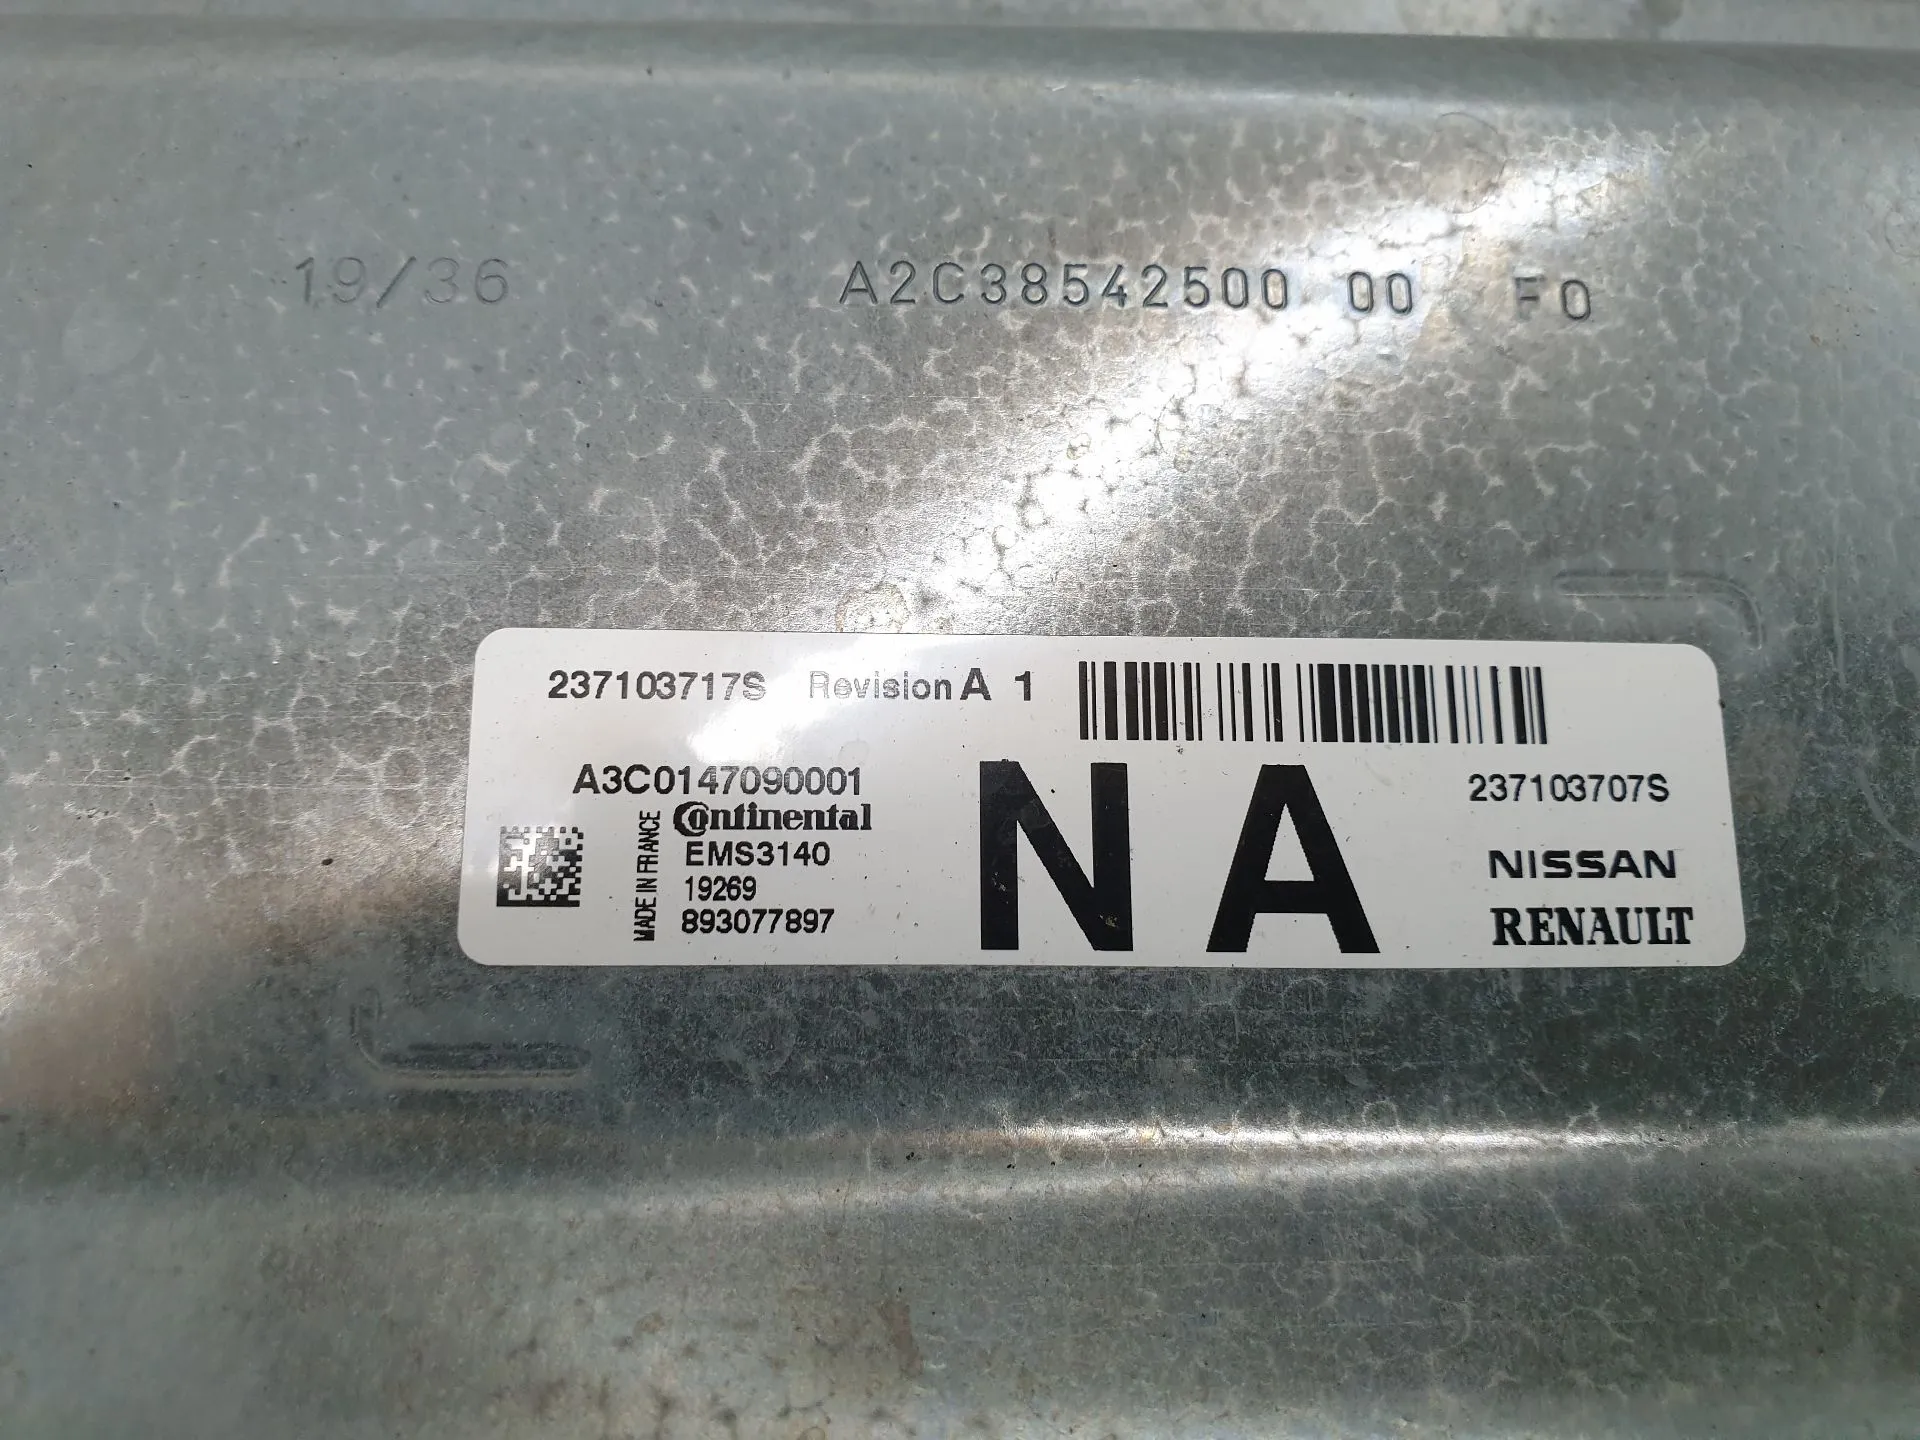 19/36
A2C38542500 00 F0
237103717S Revision A 1
A3C0147090001
Continental
EMS3140
19269
893077897
MADE IN FRANCE
NA
237103707S
NISSAN
RENAULT